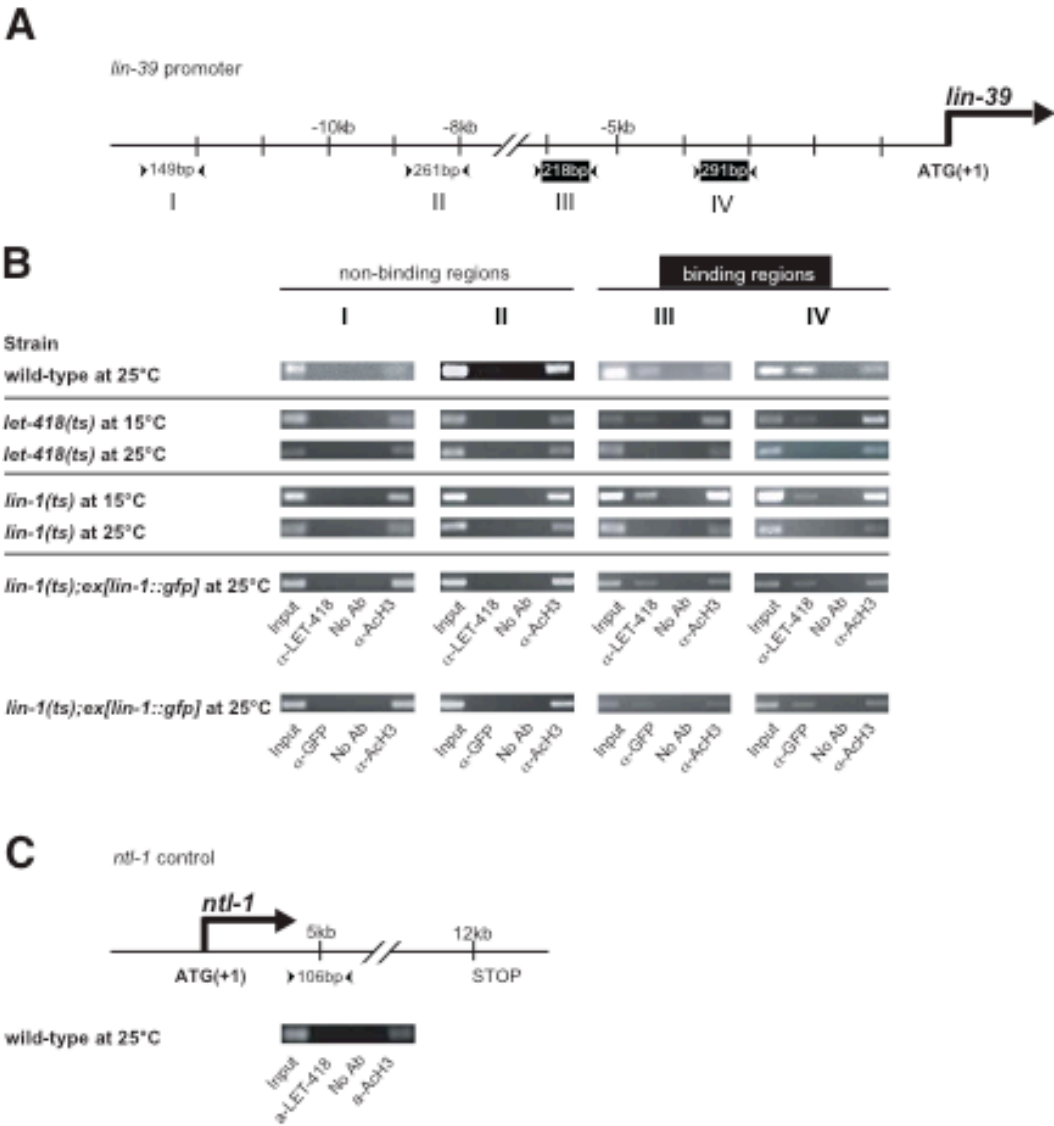 A
lin-39 promoter
lin-39
-10kb -8kb -5kb
149bp 261bp 218bp 291bp ATG(+1)
I II III IV
B
non-binding regions binding regions
I II III IV
Strain
wild-type at 25°C
let-418(ts) at 15°C
let-418(ts) at 25°C
lin-1(ts) at 15°C
lin-1(ts) at 25°C
lin-1(ts);ex[lin-1::gfp] at 25°C
Input α-LET-418 No Ab α-AcH3 Input α-LET-418 No Ab α-AcH3 Input α-LET-418 No Ab α-AcH3 Input α-LET-418 No Ab α-AcH3
lin-1(ts);ex[lin-1::gfp] at 25°C
Input α-GFP No Ab α-AcH3 Input α-GFP No Ab α-AcH3 Input α-GFP No Ab α-AcH3 Input α-GFP No Ab α-AcH3
C
ntl-1 control
ntl-1
5kb 12kb
ATG(+1) 106bp STOP
wild-type at 25°C
Input a-LET-418 No Ab a-AcH3